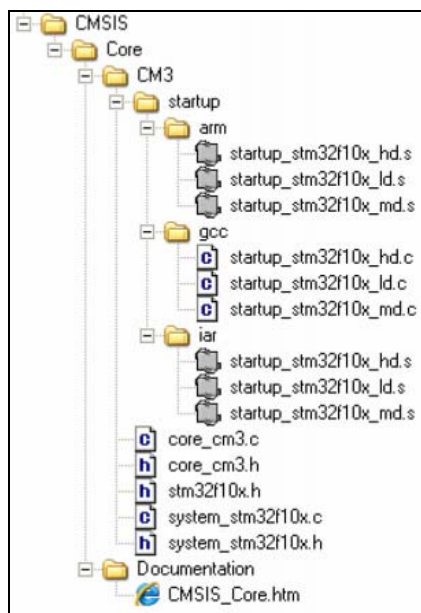 CMSIS
Core
CM3
startup
arm
startup_stm32f10x_hd.s
startup_stm32f10x_ld.s
startup_stm32f10x_md.s
gcc
startup_stm32f10x_hd.c
startup_stm32f10x_ld.c
startup_stm32f10x_md.c
iar
startup_stm32f10x_hd.s
startup_stm32f10x_ld.s
startup_stm32f10x_md.s
core_cm3.c
core_cm3.h
stm32f10x.h
system_stm32f10x.c
system_stm32f10x.h
Documentation
CMSIS_Core.htm